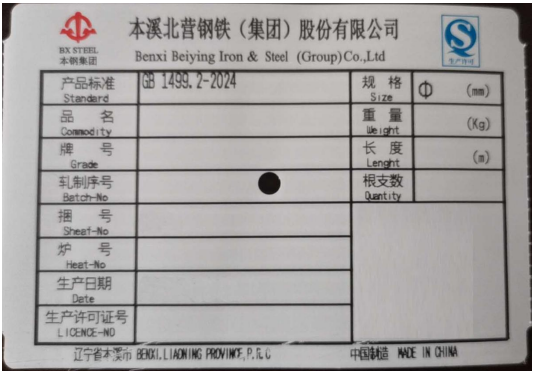 BX STEEL
本钢集团
本溪北营钢铁（集团）股份有限公司
Benxi Beiying Iron & Steel (Group)Co.,Ltd
生产许可
产品标准
Standard
GB 1499.2-2024
规 格
Size
Φ (mm)
品 名
Commodity
重 量
Weight
(Kg)
牌 号
Grade
长 度
Lenght
(m)
轧制序号
Batch-No
根支数
Quantity
捆 号
Sheaf-No
炉 号
Heat-No
生产日期
Date
生产许可证号
LICENCE-NO
辽宁省本溪市 BENXI.LIAONING PROVINCE,P.R.C
中国制造 MADE IN CHINA